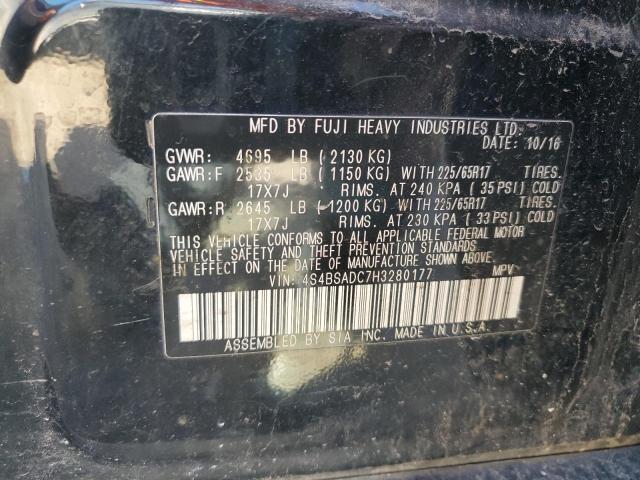 MFD BY FUJI HEAVY INDUSTRIES LTD.
DATE: 10/16
GVWR: 4695 LB (2130 KG)
GAWR:F 2535 LB (1150 KG) WITH 225/65R17 TIRES.
17X7J RIMS. AT 240 KPA (35 PSI) COLD
GAWR:R 2645 LB (1200 KG) WITH 225/65R17 TIRES.
17X7J RIMS. AT 230 KPA (33 PSI) COLD
THIS VEHICLE CONFORMS TO ALL APPLICABLE FEDERAL MOTOR
VEHICLE SAFETY AND THEFT PREVENTION STANDARDS
IN EFFECT ON THE DATE OF MANUFACTURE SHOWN ABOVE.
VIN: 4S4BSADC7H3280177 MPV
ASSEMBLED BY SIA INC. MADE IN U.S.A.